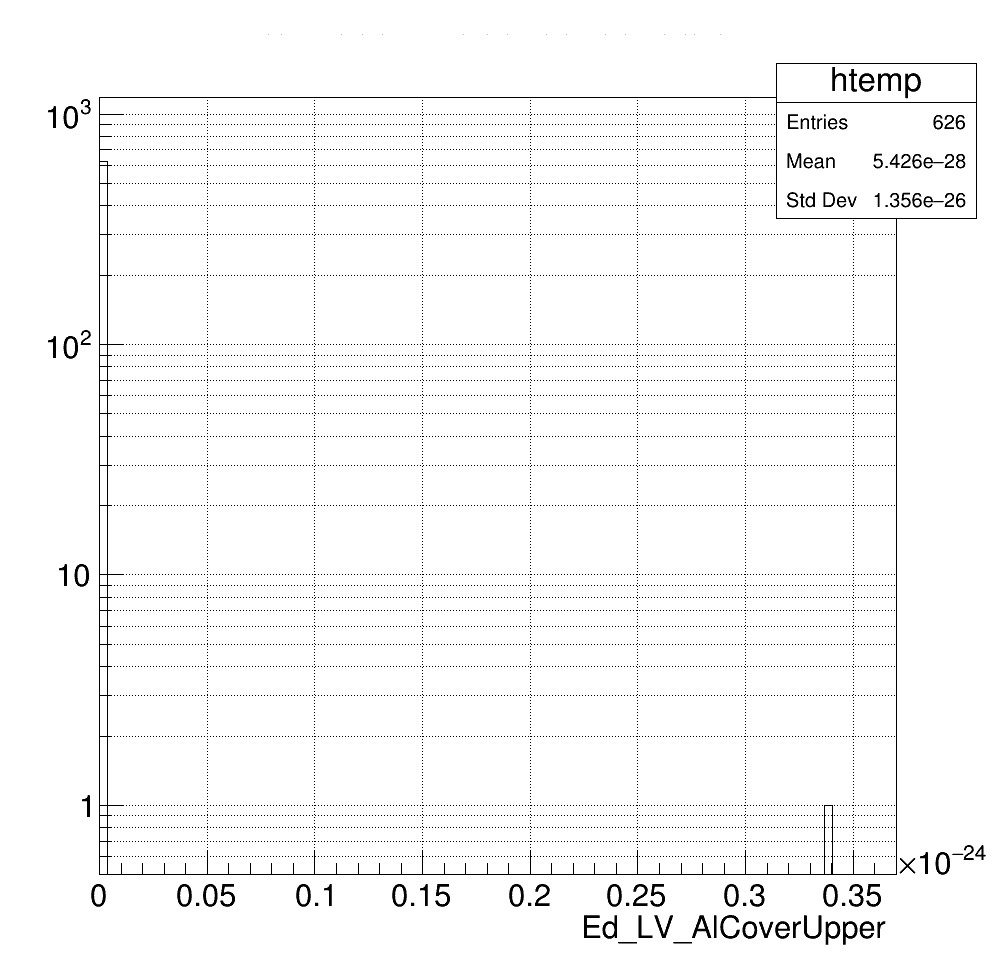 htemp
Entries 626
Mean 5.426e−28
Std Dev 1.356e−26
10³
10²
10
1
0 0.05 0.1 0.15 0.2 0.25 0.3 0.35
×10⁻²⁴
Ed_LV_AlCoverUpper